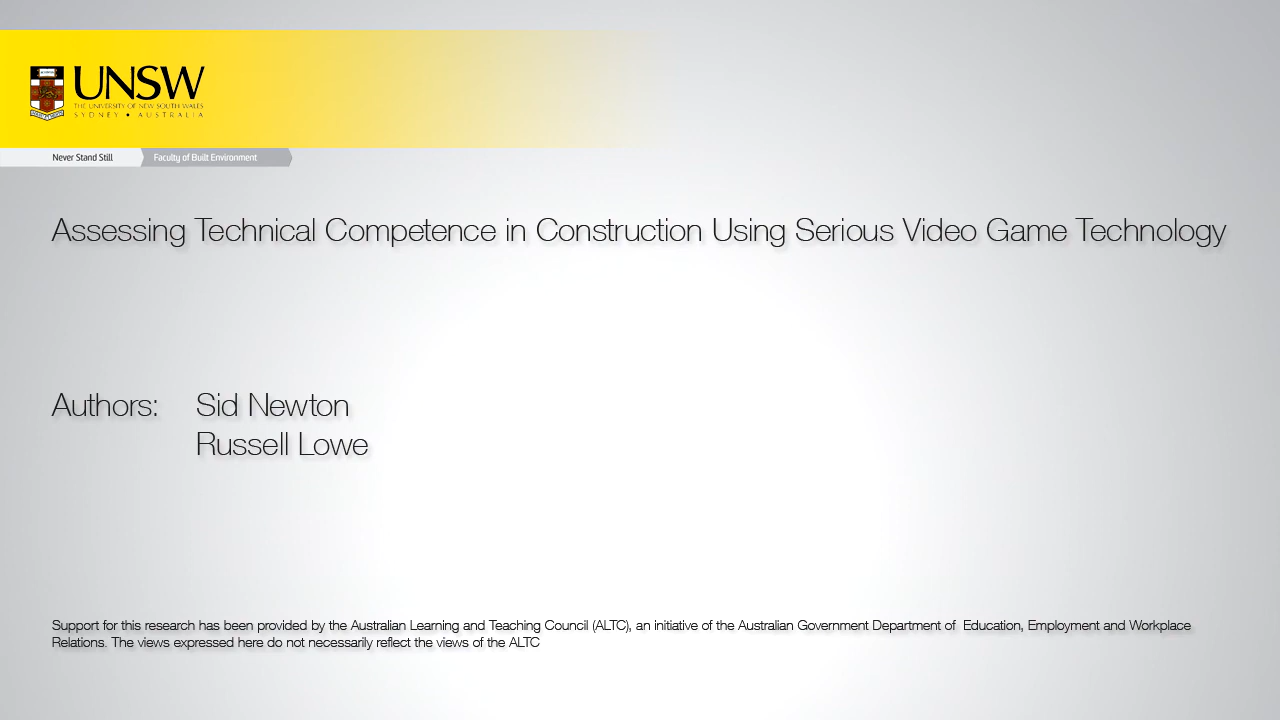 UNSW
THE UNIVERSITY OF NEW SOUTH WALES
SYDNEY • AUSTRALIA
Never Stand Still
Faculty of Built Environment
Assessing Technical Competence in Construction Using Serious Video Game Technology
Authors: Sid Newton
Russell Lowe
Support for this research has been provided by the Australian Learning and Teaching Council (ALTC), an initiative of the Australian Government Department of Education, Employment and Workplace
Relations. The views expressed here do not necessarily reflect the views of the ALTC